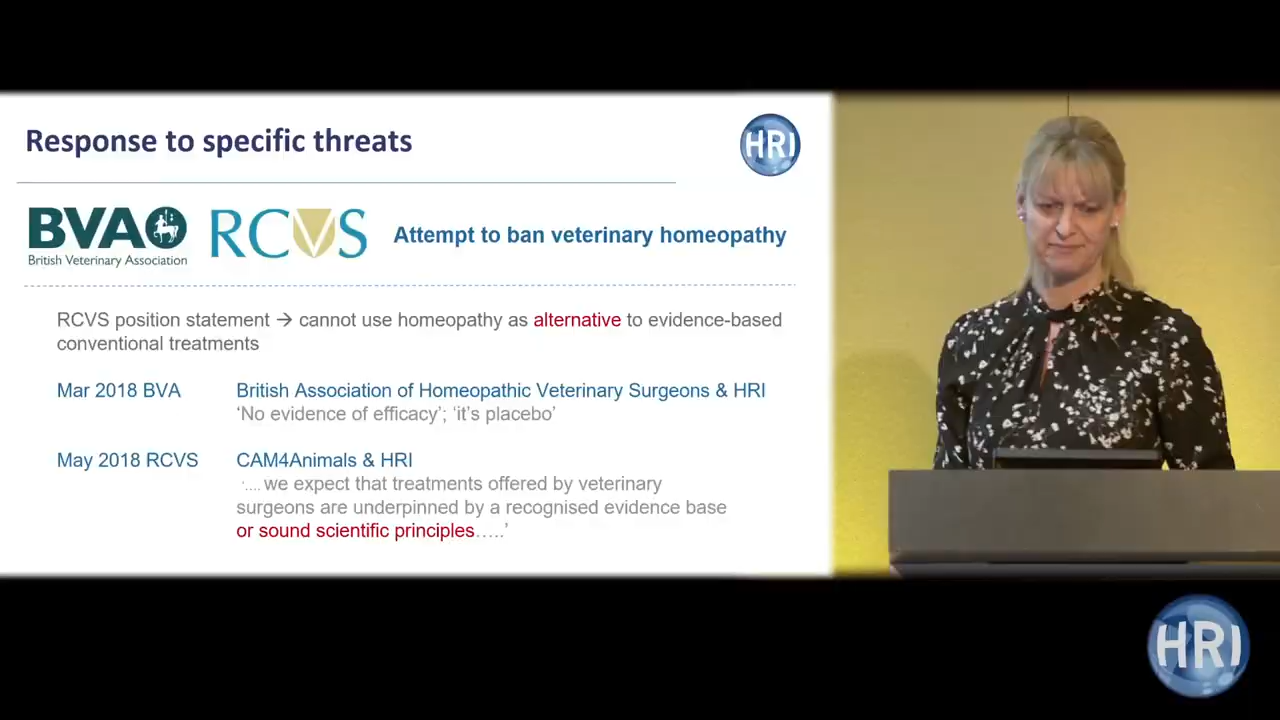 Response to specific threats
HRI
BVA
British Veterinary Association
RCVS
Attempt to ban veterinary homeopathy
RCVS position statement → cannot use homeopathy as alternative to evidence-based
conventional treatments
Mar 2018 BVA
British Association of Homeopathic Veterinary Surgeons & HRI
‘No evidence of efficacy’; ‘it’s placebo’
May 2018 RCVS
CAM4Animals & HRI
‘.... we expect that treatments offered by veterinary
surgeons are underpinned by a recognised evidence base
or sound scientific principles…..’
HRI